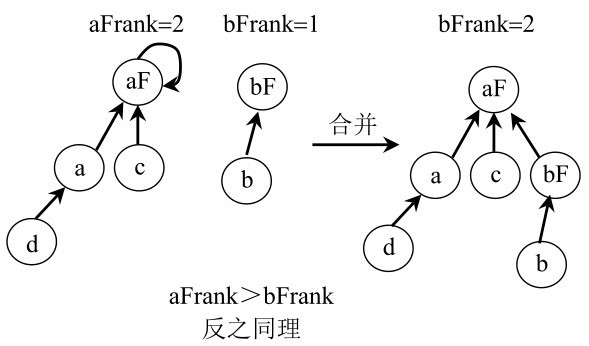 aFrank=2 bFrank=1 bFrank=2
aF bF aF
合并
a c b a c bF
d d b
aFrank＞bFrank
反之同理